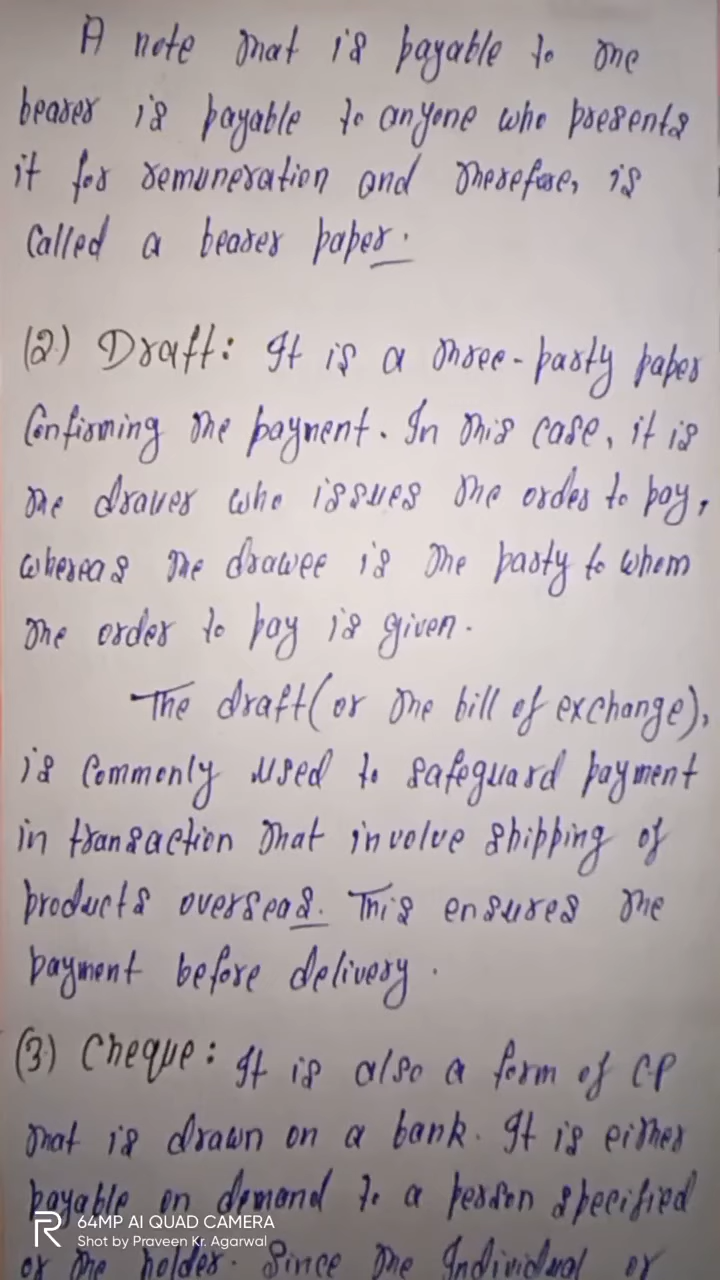 A note that is payable to the
bearer is payable to anyone who presents
it for remuneration and therefore, is
Called a bearer paper.
(2) Draft: It is a three-party paper
Confirming the payment. In this case, it is
the drawer who issues the order to pay,
whereas the drawee is the party to whom
the order to pay is given.
The draft (or the bill of exchange),
is Commonly used to safeguard payment
in transaction that involve shipping of
products overseas. This ensures the
payment before delivery.
(3) Cheque: It is also a form of CP
that is drawn on a bank. It is either
payable on demand to a person specified
or the holder. Since the Individual or
64MP AI QUAD CAMERA
Shot by Praveen Kr. Agarwal